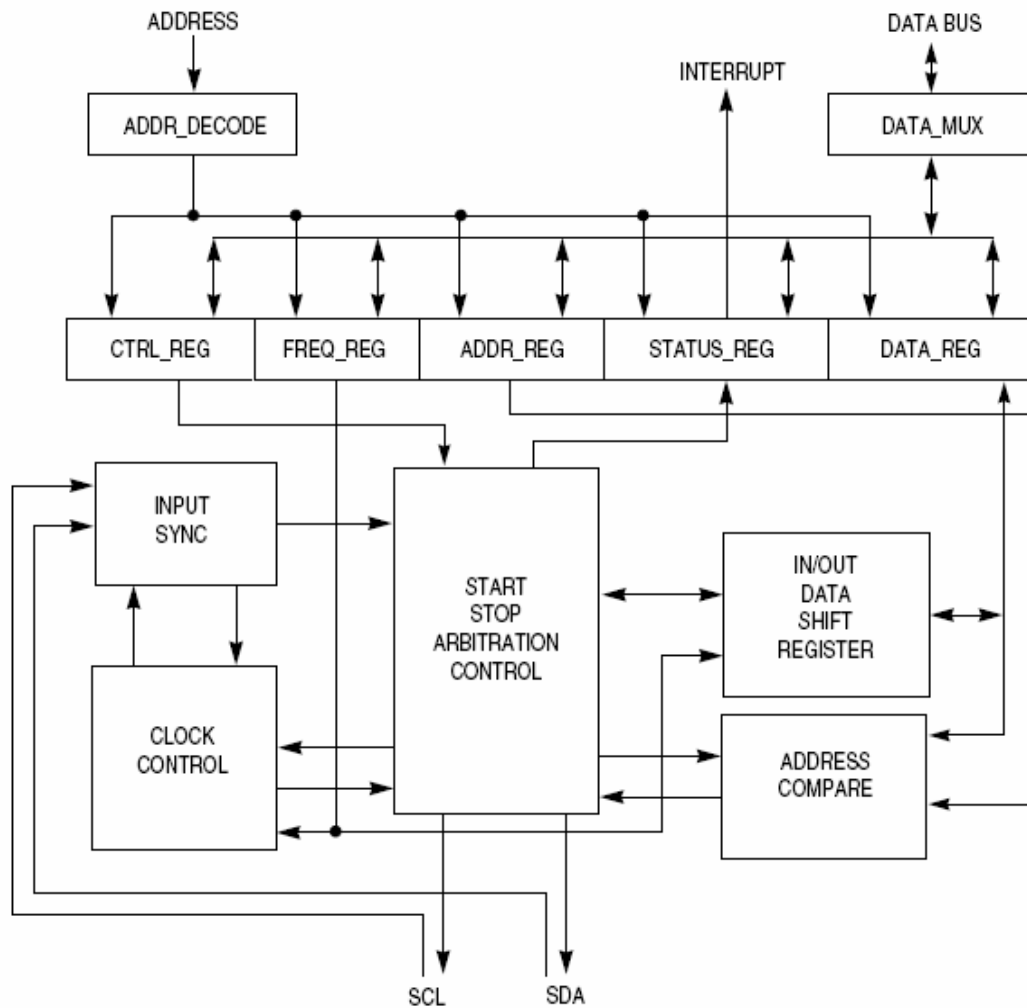 ADDRESS
DATA BUS
INTERRUPT
ADDR_DECODE
DATA_MUX
CTRL_REG
FREQ_REG
ADDR_REG
STATUS_REG
DATA_REG
INPUT
SYNC
START
STOP
ARBITRATION
CONTROL
IN/OUT
DATA
SHIFT
REGISTER
CLOCK
CONTROL
ADDRESS
COMPARE
SCL
SDA